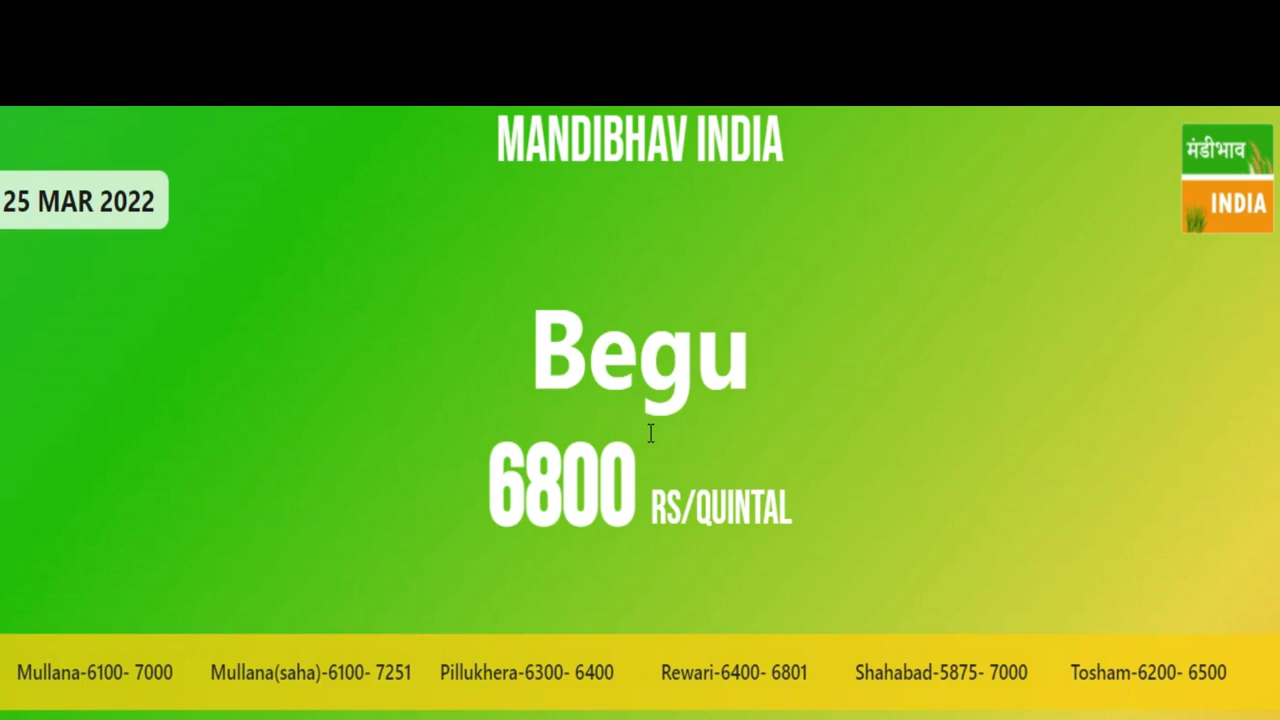 MANDIBHAV INDIA
मंडीभाव
INDIA
25 MAR 2022
Begu
6800 RS/QUINTAL
Mullana-6100- 7000 Mullana(saha)-6100- 7251 Pillukhera-6300- 6400 Rewari-6400- 6801 Shahabad-5875- 7000 Tosham-6200- 6500